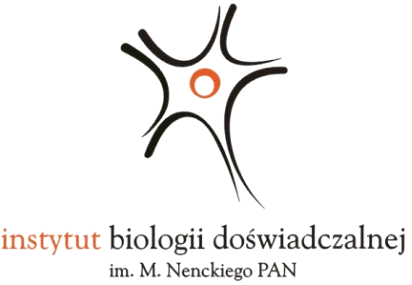 instytut biologii doświadczalnej
im. M. Nenckiego PAN